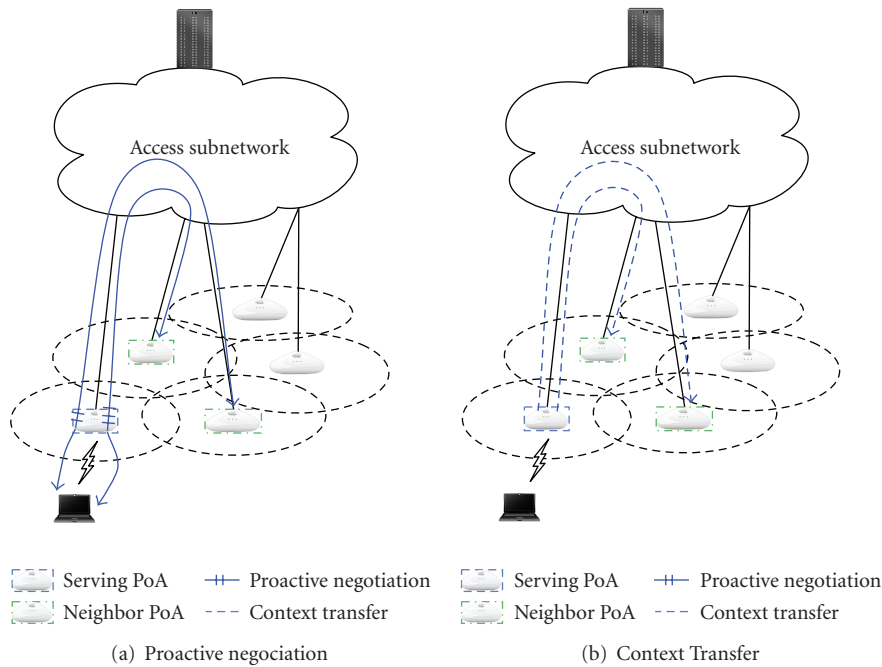 Access subnetwork
Access subnetwork
Serving PoA
Proactive negotiation
Neighbor PoA
Context transfer
Serving PoA
Proactive negotiation
Neighbor PoA
Context transfer
(a) Proactive negociation
(b) Context Transfer